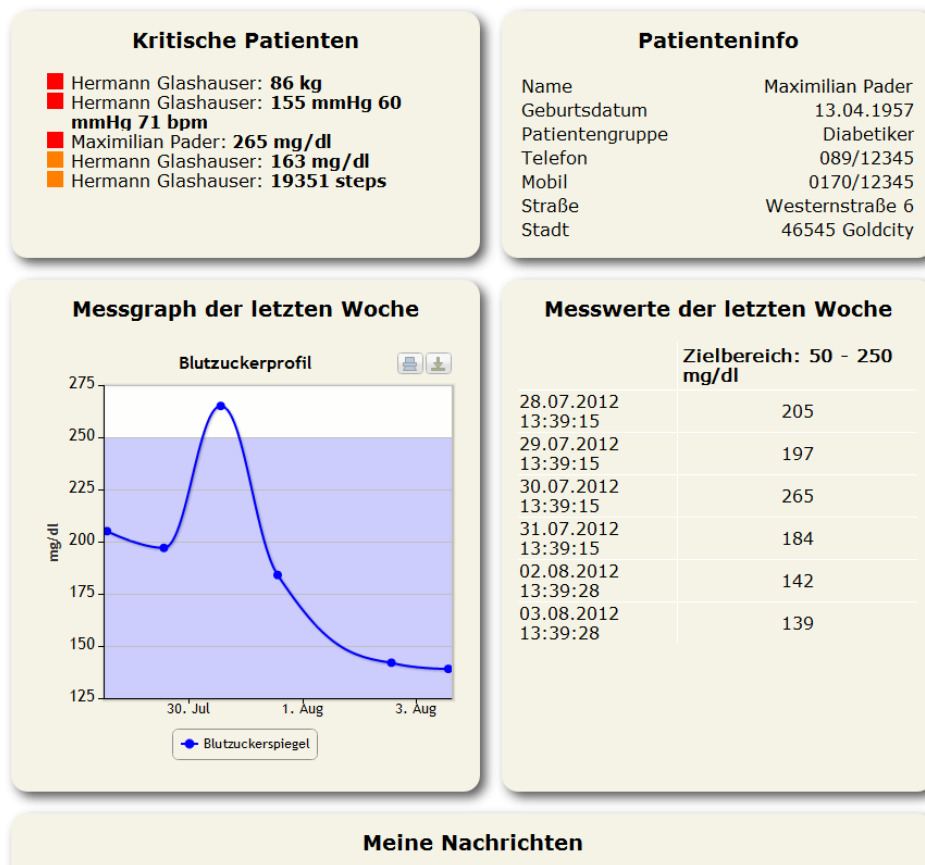 Kritische Patienten
Hermann Glashauser: 86 kg
Hermann Glashauser: 155 mmHg 60
mmHg 71 bpm
Maximilian Pader: 265 mg/dl
Hermann Glashauser: 163 mg/dl
Hermann Glashauser: 19351 steps
Patienteninfo
Name Maximilian Pader
Geburtsdatum 13.04.1957
Patientengruppe Diabetiker
Telefon 089/12345
Mobil 0170/12345
Straße Westernstraße 6
Stadt 46545 Goldcity
Messgraph der letzten Woche
Blutzuckerprofil
275
250
225
200
175
150
125
mg/dl
30. Jul 1. Aug 3. Aug
Blutzuckerspiegel
Messwerte der letzten Woche
Zielbereich: 50 - 250
mg/dl
28.07.2012
13:39:15 205
29.07.2012
13:39:15 197
30.07.2012
13:39:15 265
31.07.2012
13:39:15 184
02.08.2012
13:39:28 142
03.08.2012
13:39:28 139
Meine Nachrichten